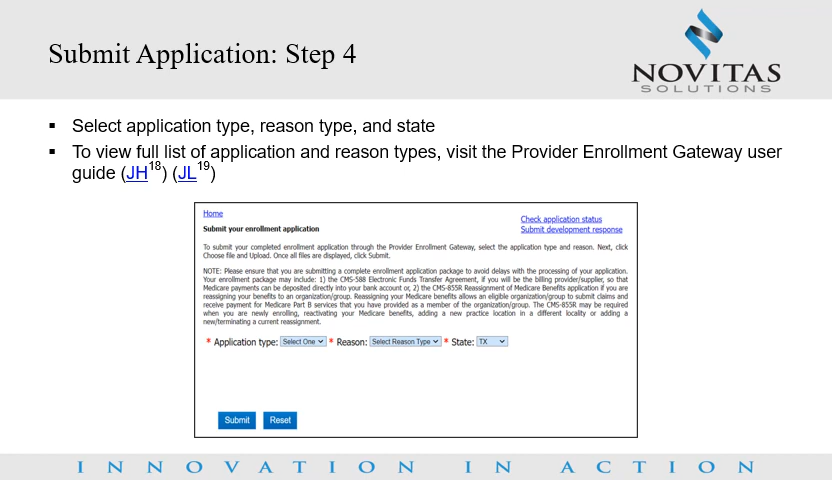 Submit Application: Step 4
NOVITAS
SOLUTIONS
▪ Select application type, reason type, and state
▪ To view full list of application and reason types, visit the Provider Enrollment Gateway user
guide (JH18) (JL19)
Home
Check application status
Submit your enrollment application
Submit development response
To submit your completed enrollment application through the Provider Enrollment Gateway, select the application type and reason. Next, click
Choose file and Upload. Once all files are displayed, click Submit.
NOTE: Please ensure that you are submitting a complete enrollment application package to avoid delays with the processing of your application.
Your enrollment package may include: 1) the CMS-588 Electronic Funds Transfer Agreement, if you will be the billing provider/supplier, so that
Medicare payments can be deposited directly into your bank account or, 2) the CMS-855R Reassignment of Medicare Benefits application if you are
reassigning your benefits to an organization/group. Reassigning your Medicare benefits allows an eligible organization/group to submit claims and
receive payment for Medicare Part B services that you have provided as a member of the organization/group. The CMS-855R may be required
when you are newly enrolling, reactivating your Medicare benefits, adding a new practice location in a different locality or adding a
new/terminating a current reassignment.
* Application type: Select One * Reason: Select Reason Type * State: TX
Submit Reset
INNOVATION IN ACTION